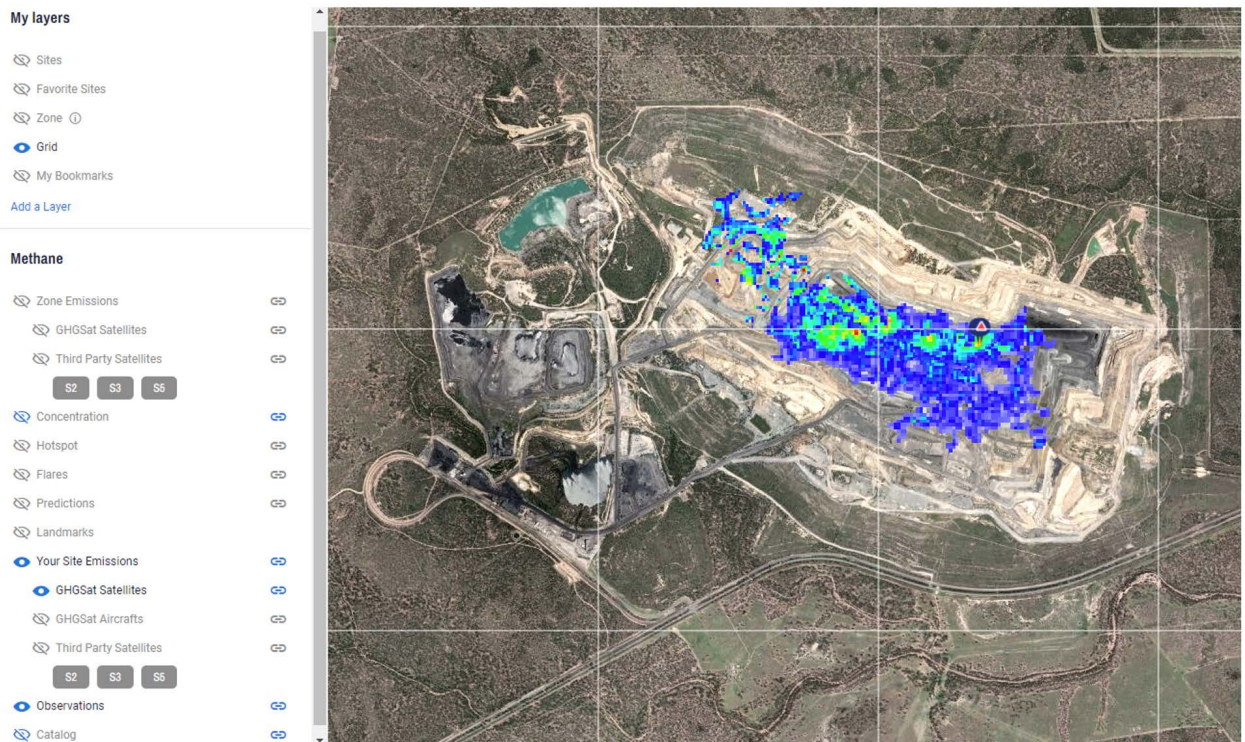 My layers
Sites
Favorite Sites
Zone
Grid
My Bookmarks
Add a Layer
Methane
Zone Emissions
GHGSat Satellites
Third Party Satellites
S2 S3 S5
Concentration
Hotspot
Flares
Predictions
Landmarks
Your Site Emissions
GHGSat Satellites
GHGSat Aircrafts
Third Party Satellites
S2 S3 S5
Observations
Catalog